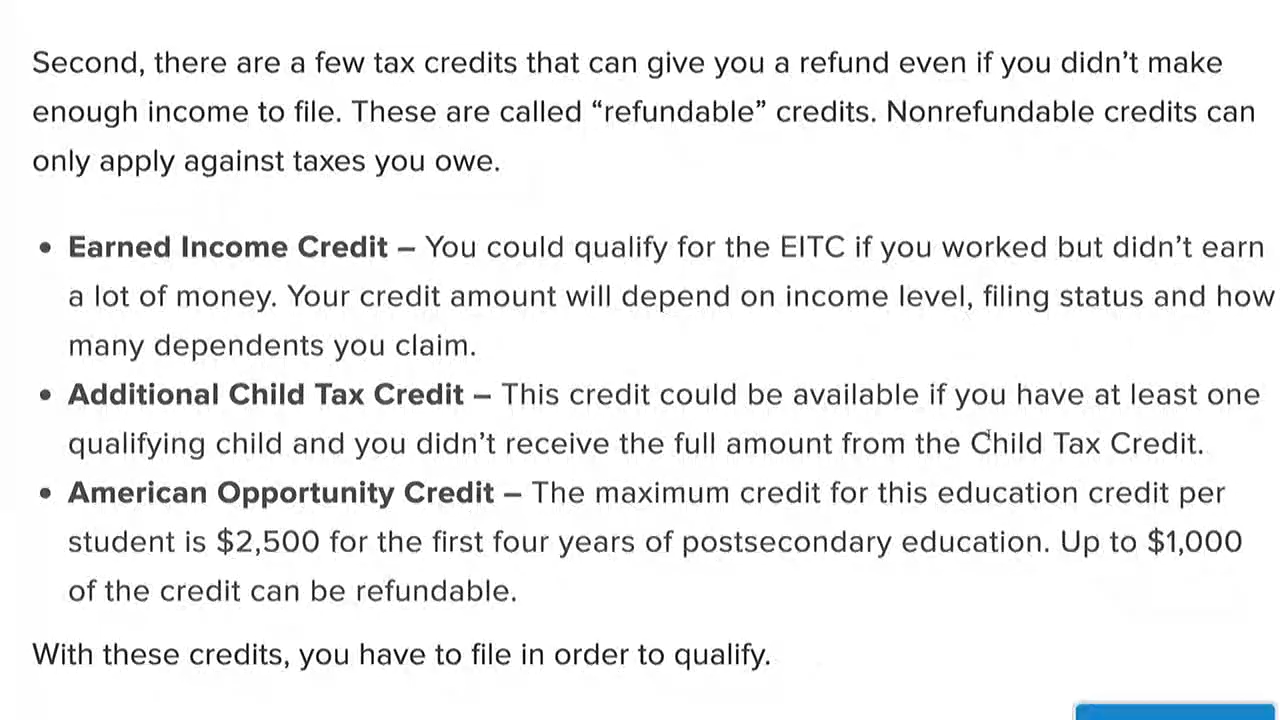 Second, there are a few tax credits that can give you a refund even if you didn’t make
enough income to file. These are called “refundable” credits. Nonrefundable credits can
only apply against taxes you owe.
• Earned Income Credit – You could qualify for the EITC if you worked but didn’t earn
a lot of money. Your credit amount will depend on income level, filing status and how
many dependents you claim.
• Additional Child Tax Credit – This credit could be available if you have at least one
qualifying child and you didn’t receive the full amount from the Child Tax Credit.
• American Opportunity Credit – The maximum credit for this education credit per
student is $2,500 for the first four years of postsecondary education. Up to $1,000
of the credit can be refundable.
With these credits, you have to file in order to qualify.